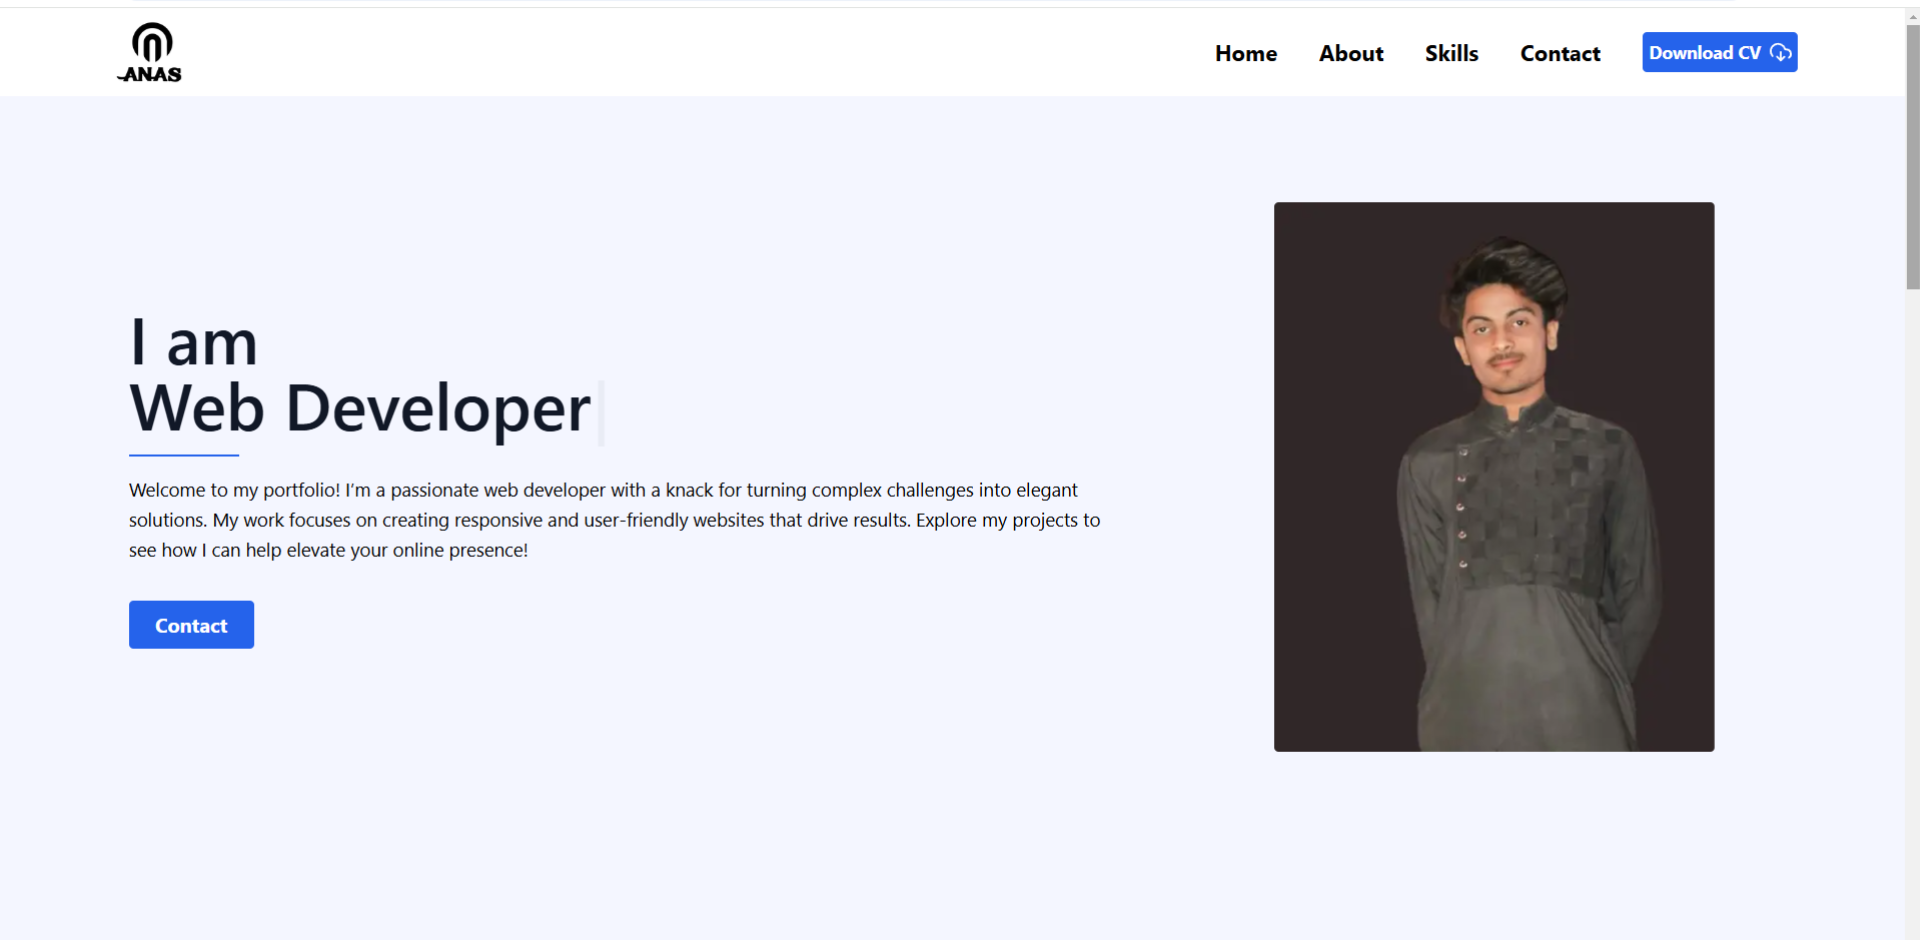 ANAS
Home
About
Skills
Contact
Download CV
I am
Web Developer
Welcome to my portfolio! I'm a passionate web developer with a knack for turning complex challenges into elegant
solutions. My work focuses on creating responsive and user-friendly websites that drive results. Explore my projects to
see how I can help elevate your online presence!
Contact